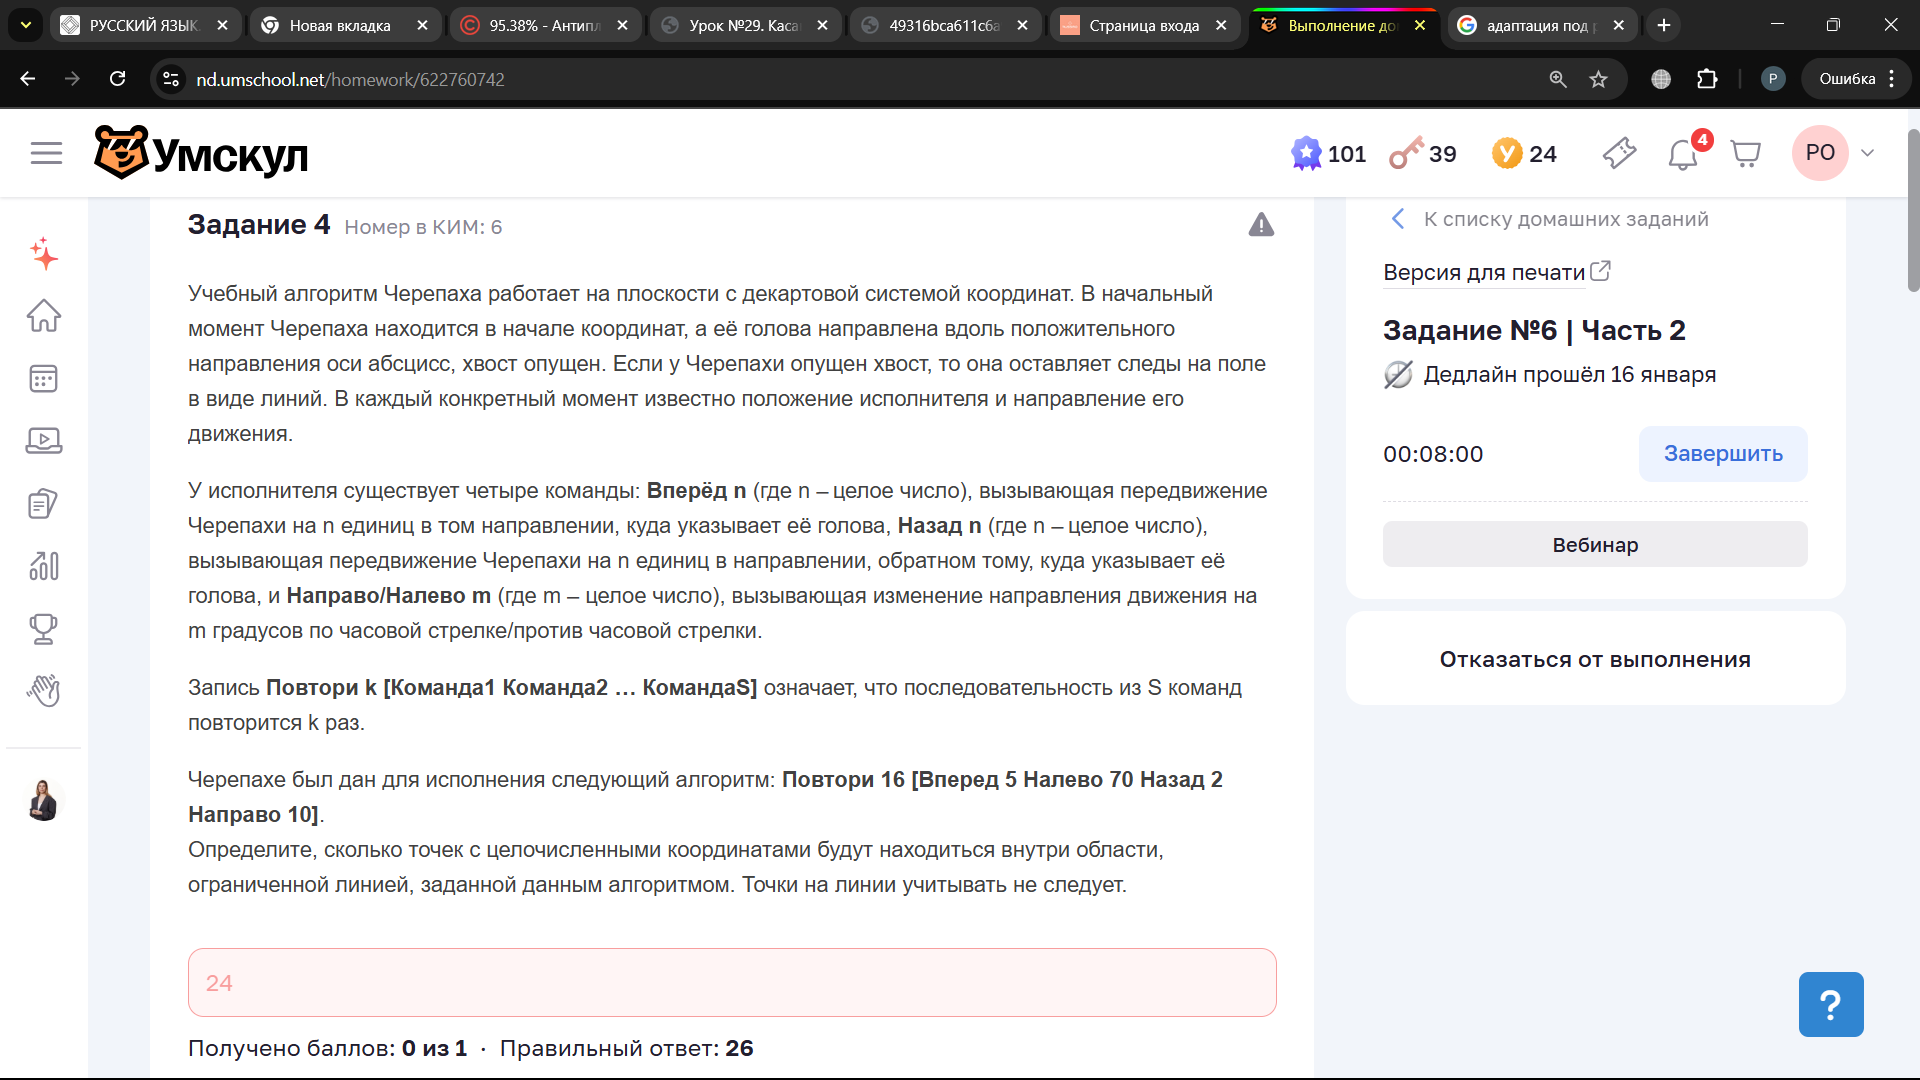 РУССКИЙ ЯЗЫК
Новая вкладка
95.38% - Антипл
Урок №29. Каса
49316bca611c6a
Страница входа
Выполнение до
адаптация под
nd.umschool.net/homework/622760742
P
Ошибка
Умскул
101
39
24
4
PO
Задание 4 Номер в КИМ: 6
Учебный алгоритм Черепаха работает на плоскости с декартовой системой координат. В начальный
момент Черепаха находится в начале координат, а её голова направлена вдоль положительного
направления оси абсцисс, хвост опущен. Если у Черепахи опущен хвост, то она оставляет следы на поле
в виде линий. В каждый конкретный момент известно положение исполнителя и направление его
движения.
У исполнителя существует четыре команды: Вперёд n (где n – целое число), вызывающая передвижение
Черепахи на n единиц в том направлении, куда указывает её голова, Назад n (где n – целое число),
вызывающая передвижение Черепахи на n единиц в направлении, обратном тому, куда указывает её
голова, и Направо/Налево m (где m – целое число), вызывающая изменение направления движения на
m градусов по часовой стрелке/против часовой стрелки.
Запись Повтори k [Команда1 Команда2 … КомандаS] означает, что последовательность из S команд
повторится k раз.
Черепахе был дан для исполнения следующий алгоритм: Повтори 16 [Вперед 5 Налево 70 Назад 2
Направо 10].
Определите, сколько точек с целочисленными координатами будут находиться внутри области,
ограниченной линией, заданной данным алгоритмом. Точки на линии учитывать не следует.
24
Получено баллов: 0 из 1 · Правильный ответ: 26
К списку домашних заданий
Версия для печати
Задание №6 | Часть 2
Дедлайн прошёл 16 января
00:08:00
Завершить
Вебинар
Отказаться от выполнения
?